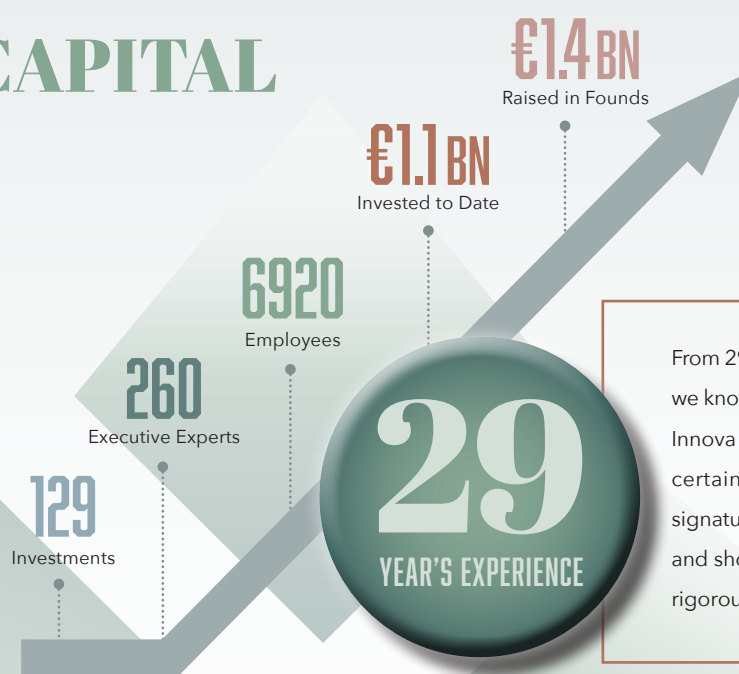 CAPITAL
€1.4 BN
Raised in Founds
€1.1 BN
Invested to Date
6920
Employees
260
Executive Experts
129
Investments
29
YEAR'S EXPERIENCE
From 29
we kno
Innova
certain
signatu
and sho
rigorou